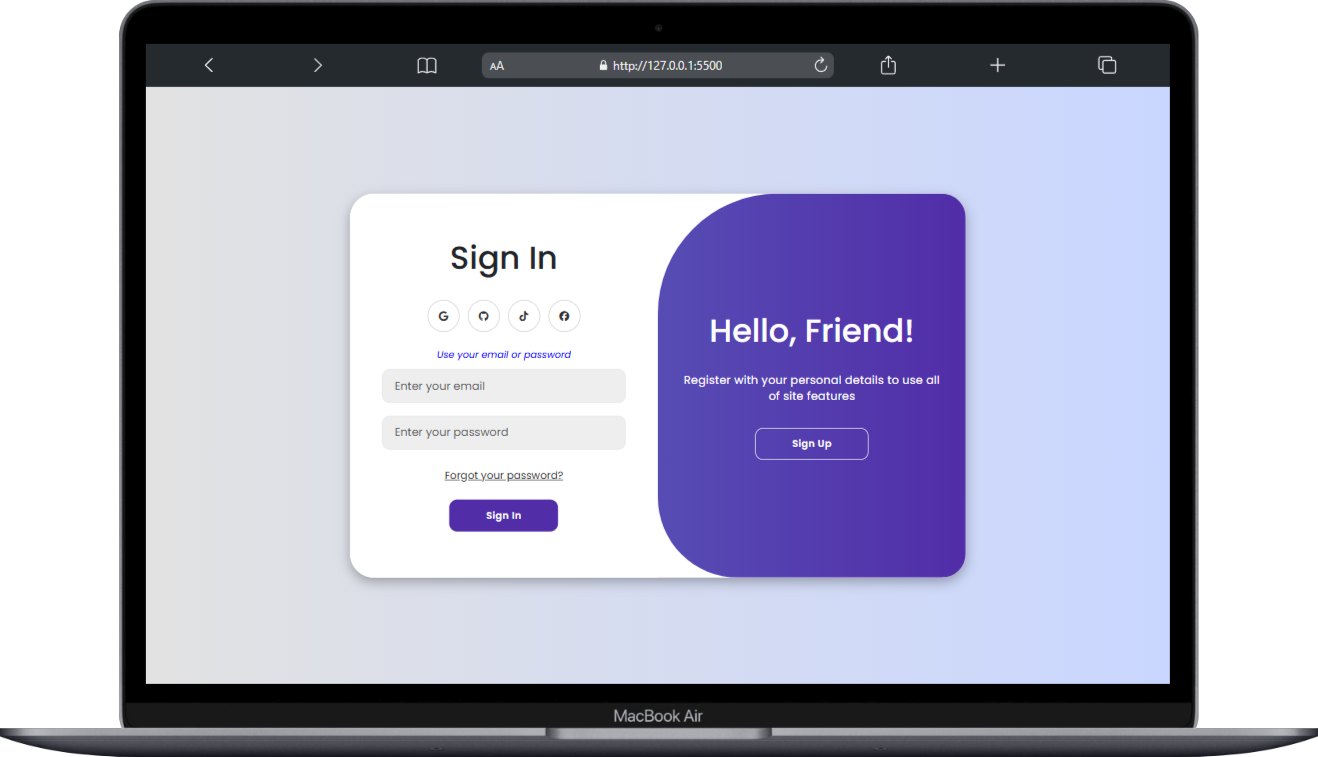 AA
http://127.0.0.1:5500
Sign In
Use your email or password
Enter your email
Enter your password
Forgot your password?
Sign In
Hello, Friend!
Register with your personal details to use all
of site features
Sign Up
MacBook Air